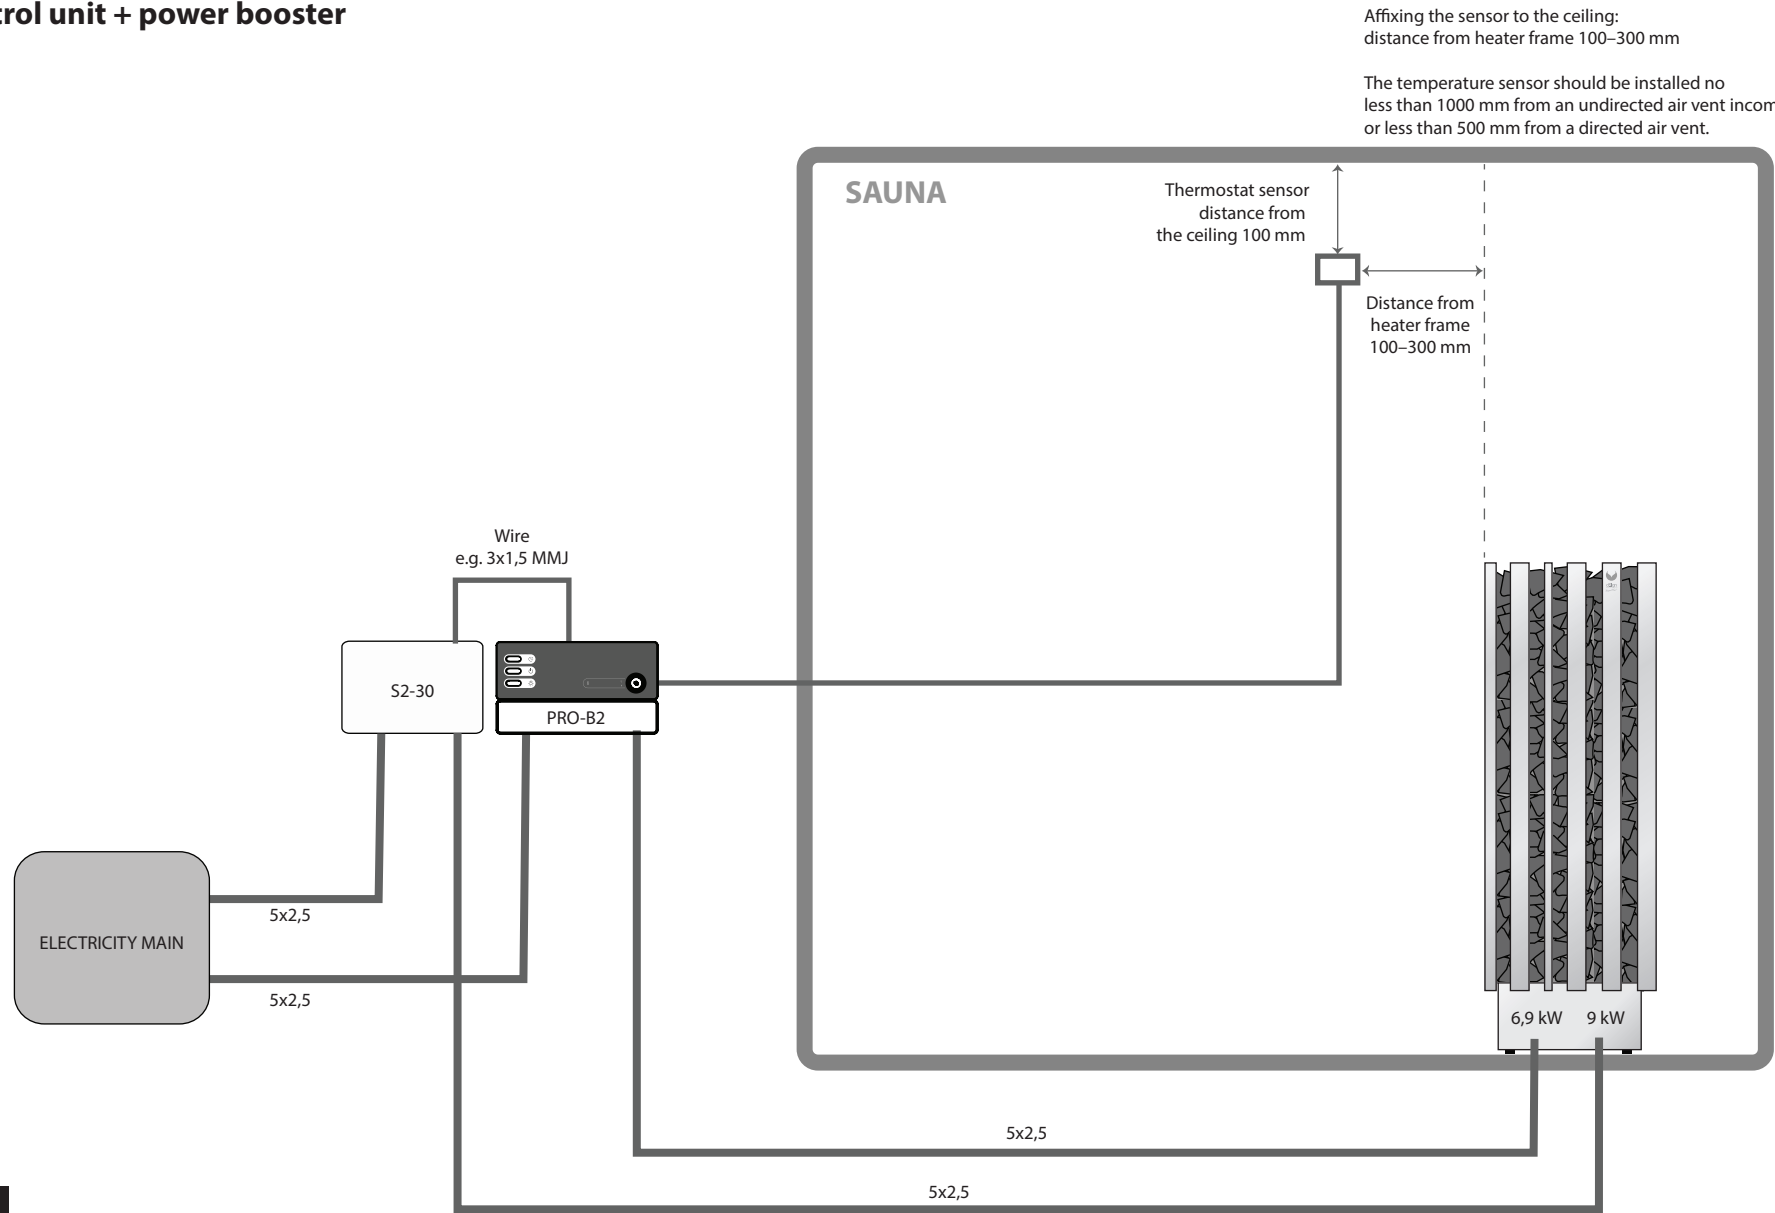 trol unit + power booster
Affixing the sensor to the ceiling:
distance from heater frame 100–300 mm
The temperature sensor should be installed no
less than 1000 mm from an undirected air vent incom
or less than 500 mm from a directed air vent.
SAUNA
Thermostat sensor
distance from
the ceiling 100 mm
Distance from
heater frame
100–300 mm
Wire
e.g. 3x1,5 MMJ
S2-30
PRO-B2
5x2,5
ELECTRICITY MAIN
5x2,5
6,9 kW 9 kW
5x2,5
5x2,5